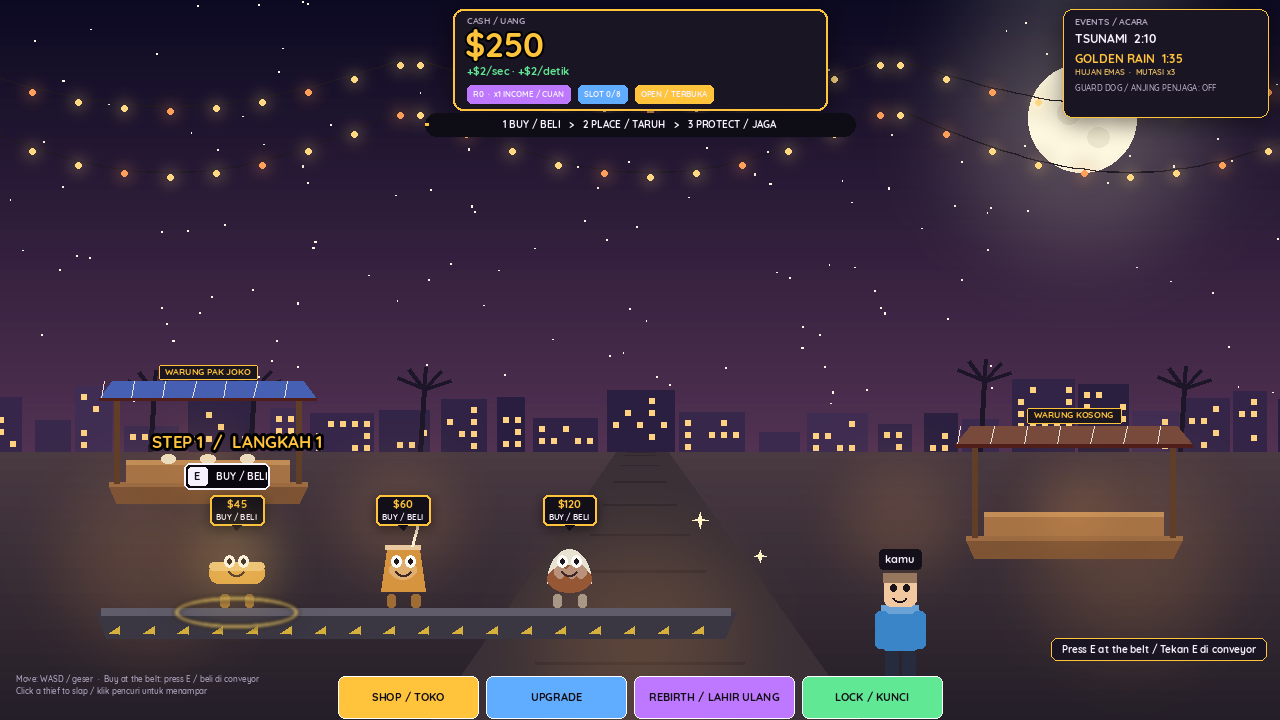 CASH / UANG
$250
+$2/sec · +$2/detik
R0 · x1 INCOME / CUAN
SLOT 0/8
OPEN / TERBUKA
1 BUY / BELI > 2 PLACE / TARUH > 3 PROTECT / JAGA
EVENTS / ACARA
TSUNAMI 2:10
GOLDEN RAIN 1:35
HUJAN EMAS · MUTASI x3
GUARD DOG / ANJING PENJAGA: OFF
WARUNG PAK JOKO
WARUNG KOSONG
STEP 1 / LANGKAH 1
E BUY / BELI
$45
BUY / BELI
$60
BUY / BELI
$120
BUY / BELI
kamu
Press E at the belt / Tekan E di conveyor
Move: WASD / geser · Buy at the belt: press E / beli di conveyor
Click a thief to slap / klik pencuri untuk menampar
SHOP / TOKO
UPGRADE
REBIRTH / LAHIR ULANG
LOCK / KUNCI